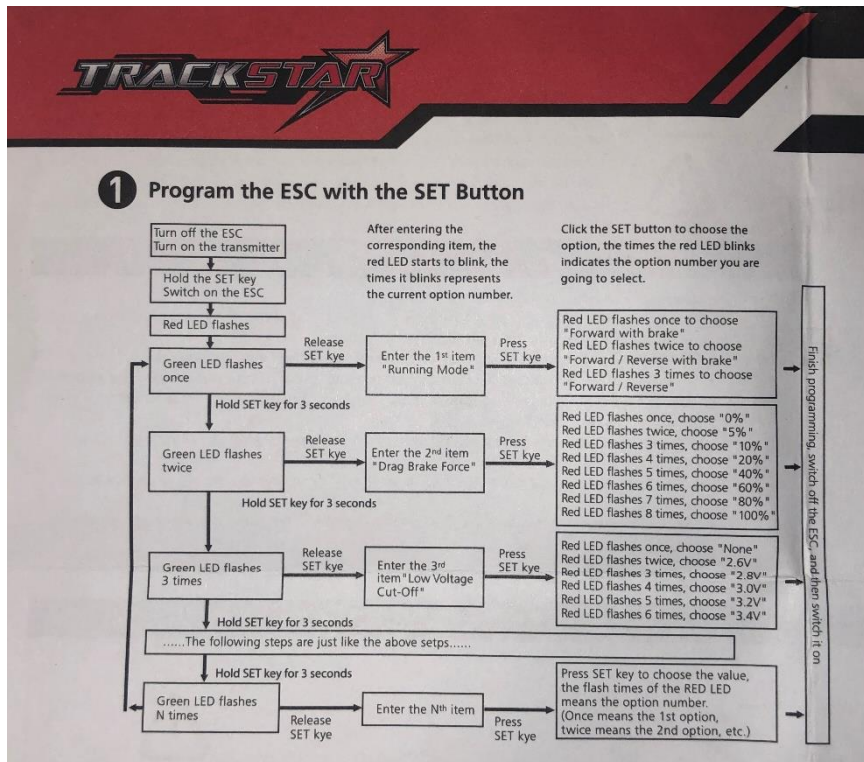 TRACKSTAR
1 Program the ESC with the SET Button
Turn off the ESC
Turn on the transmitter
Hold the SET key
Switch on the ESC
Red LED flashes
After entering the
corresponding item, the
red LED starts to blink, the
times it blinks represents
the current option number.
Click the SET button to choose the
option, the times the red LED blinks
indicates the option number you are
going to select.
Green LED flashes
once
Release
SET kye
Enter the 1st item
"Running Mode"
Press
SET kye
Red LED flashes once to choose
"Forward with brake"
Red LED flashes twice to choose
"Forward / Reverse with brake"
Red LED flashes 3 times to choose
"Forward / Reverse"
Hold SET key for 3 seconds
Green LED flashes
twice
Release
SET kye
Enter the 2nd item
"Drag Brake Force"
Press
SET kye
Red LED flashes once, choose "0%"
Red LED flashes twice, choose "5%"
Red LED flashes 3 times, choose "10%"
Red LED flashes 4 times, choose "20%"
Red LED flashes 5 times, choose "40%"
Red LED flashes 6 times, choose "60%"
Red LED flashes 7 times, choose "80%"
Red LED flashes 8 times, choose "100%"
Hold SET key for 3 seconds
Green LED flashes
3 times
Release
SET kye
Enter the 3rd
item "Low Voltage
Cut-Off"
Press
SET kye
Red LED flashes once, choose "None"
Red LED flashes twice, choose "2.6V"
Red LED flashes 3 times, choose "2.8V"
Red LED flashes 4 times, choose "3.0V"
Red LED flashes 5 times, choose "3.2V"
Red LED flashes 6 times, choose "3.4V"
Hold SET key for 3 seconds
......The following steps are just like the above setps......
Hold SET key for 3 seconds
Green LED flashes
N times
Release
SET kye
Enter the Nth item
Press
SET kye
Press SET key to choose the value,
the flash times of the RED LED
means the option number.
(Once means the 1st option,
twice means the 2nd option, etc.)
Finish programming, switch off the ESC, and then switch it on